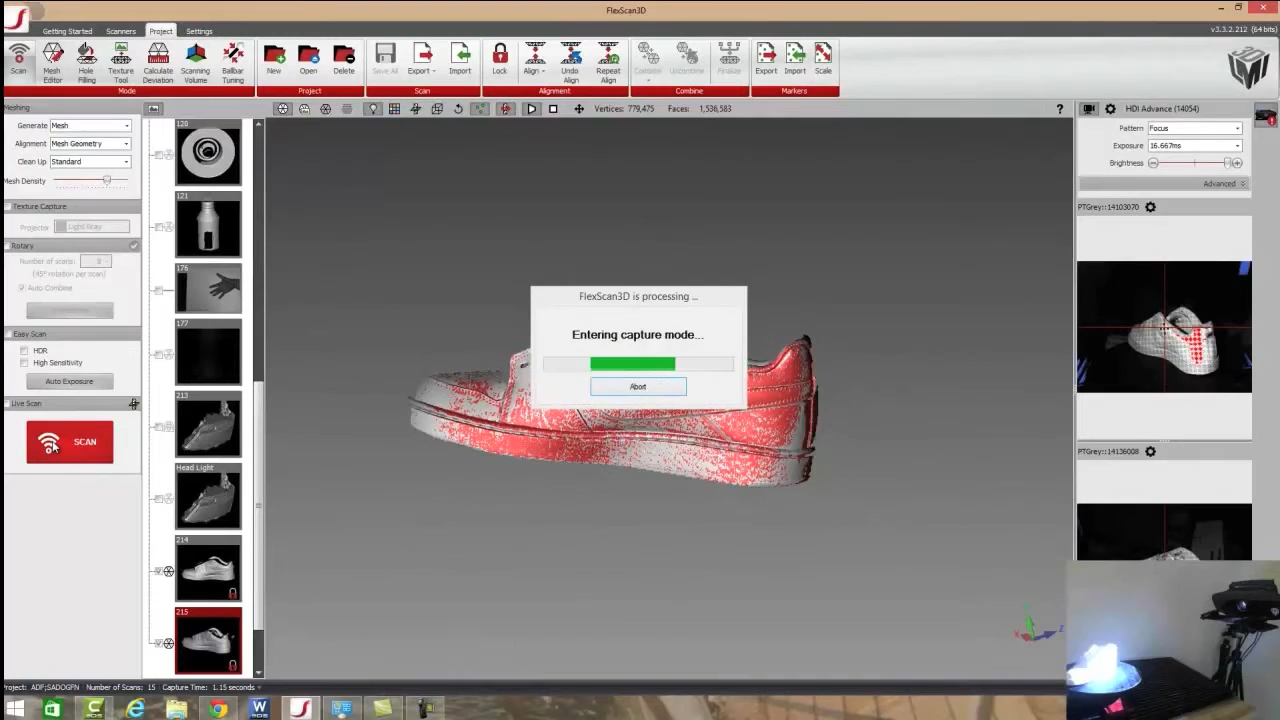 FlexScan3D
Getting Started Scanners Project Settings
v3.3.2.212 (64 bits)
Scan Mesh Editor Hole Filling Texture Tool Calculate Deviation Scanning Volume Ballbar Tuning
New Open Delete
Save All Export Import
Lock Align Undo Align Repeat Align
Combine Uncombine Finalize
Export Import Scale
Mode Project Scan Alignment Combine Markers
Meshing
Vertices: 779,475 Faces: 1,536,583
?
HDI Advance (14054)
Generate Mesh
Alignment Mesh Geometry
Clean Up Standard
Mesh Density
Texture Capture
Projector Light Gray
Rotary
Number of scans: 8
(45° rotation per scan)
Auto Combine
Easy Scan
HDR
High Sensitivity
Auto Exposure
Live Scan
SCAN
120
121
176
177
213
Head Light
214
215
FlexScan3D is processing ...
Entering capture mode...
Abort
X
Y
Z
Pattern Focus
Exposure 16.667ms
Brightness
Advanced
PTGrey::14103070
PTGrey::14136008
Project: ADF;SADOGFN Number of Scans: 15 Capture Time: 1.15 seconds